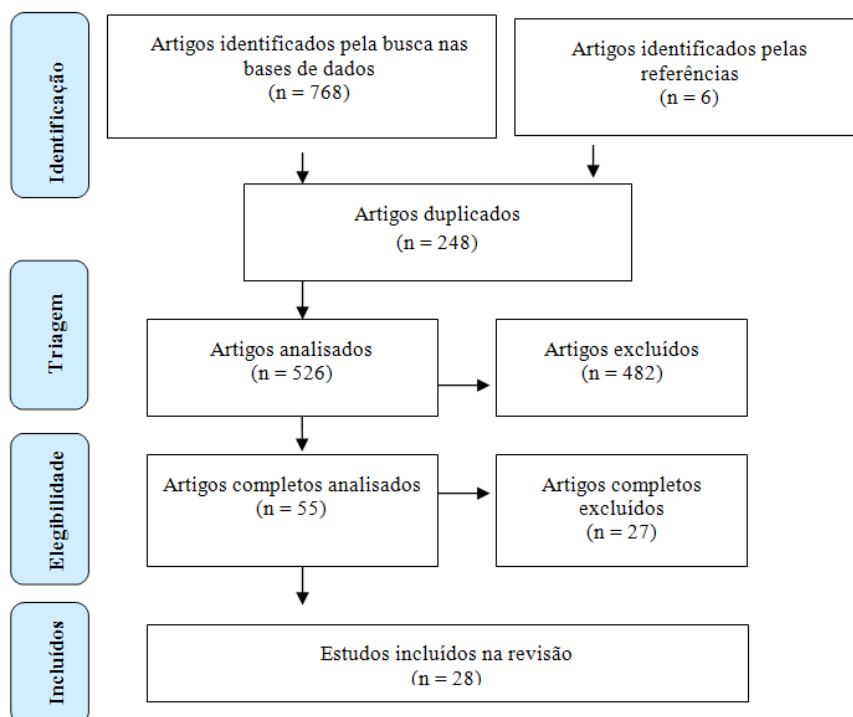 Identificação
Artigos identificados pela busca nas
bases de dados
(n = 768)
Artigos identificados pelas
referências
(n = 6)
Artigos duplicados
(n = 248)
Triagem
Artigos analisados
(n = 526)
Artigos excluídos
(n = 482)
Elegibilidade
Artigos completos analisados
(n = 55)
Artigos completos
excluídos
(n = 27)
Incluídos
Estudos incluídos na revisão
(n = 28)